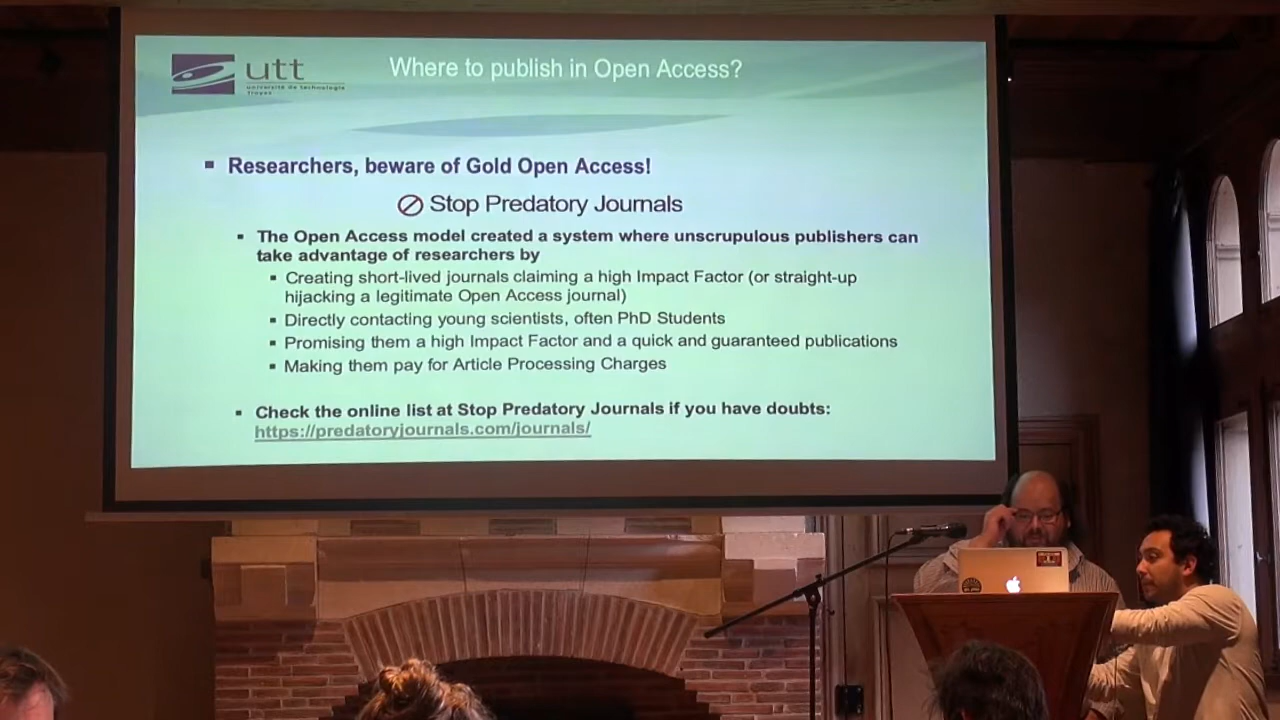 utt
université de technologie
Troyes
Where to publish in Open Access?
Researchers, beware of Gold Open Access!
Stop Predatory Journals
The Open Access model created a system where unscrupulous publishers can
take advantage of researchers by
Creating short-lived journals claiming a high Impact Factor (or straight-up
hijacking a legitimate Open Access journal)
Directly contacting young scientists, often PhD Students
Promising them a high Impact Factor and a quick and guaranteed publications
Making them pay for Article Processing Charges
Check the online list at Stop Predatory Journals if you have doubts:
https://predatoryjournals.com/journals/